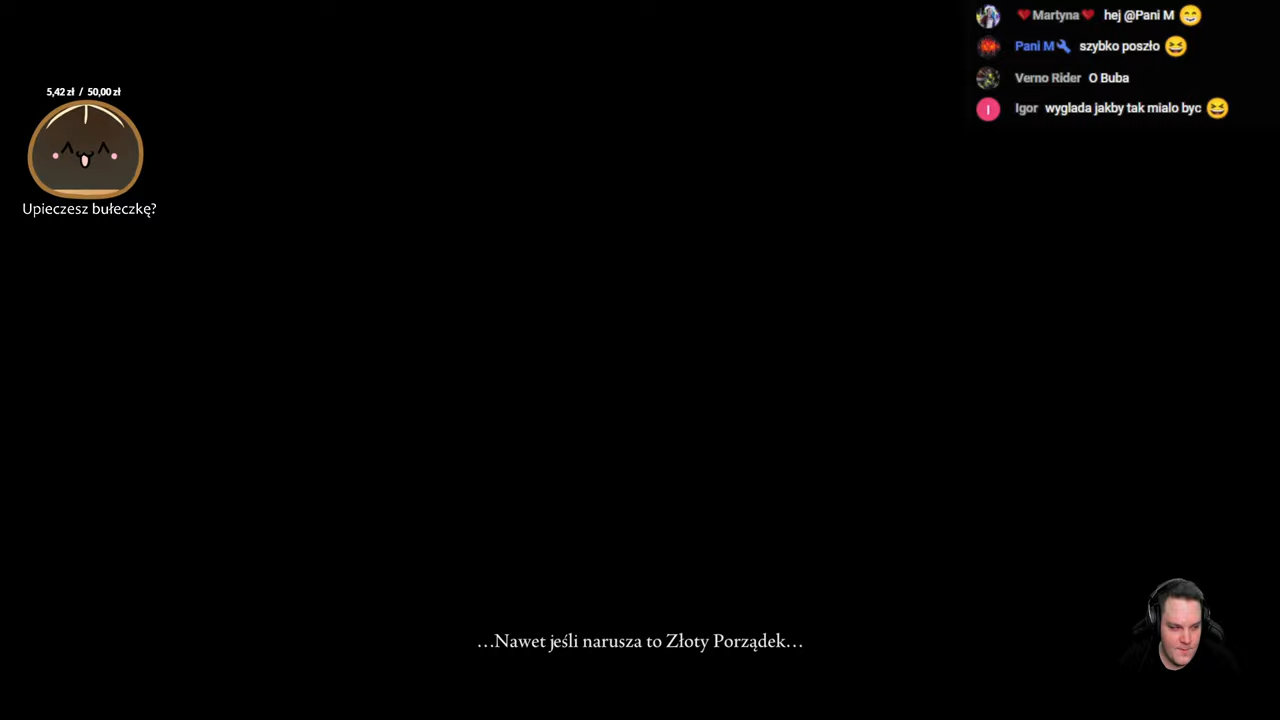 ❤Martyna❤ hej @Pani M 😁
Pani M🔧 szybko poszło 😆
5,42 zł / 50,00 zł
Verno Rider O Buba
I Igor wyglada jakby tak mialo byc 😆
Upieczesz bułeczkę?
…Nawet jeśli narusza to Złoty Porządek…